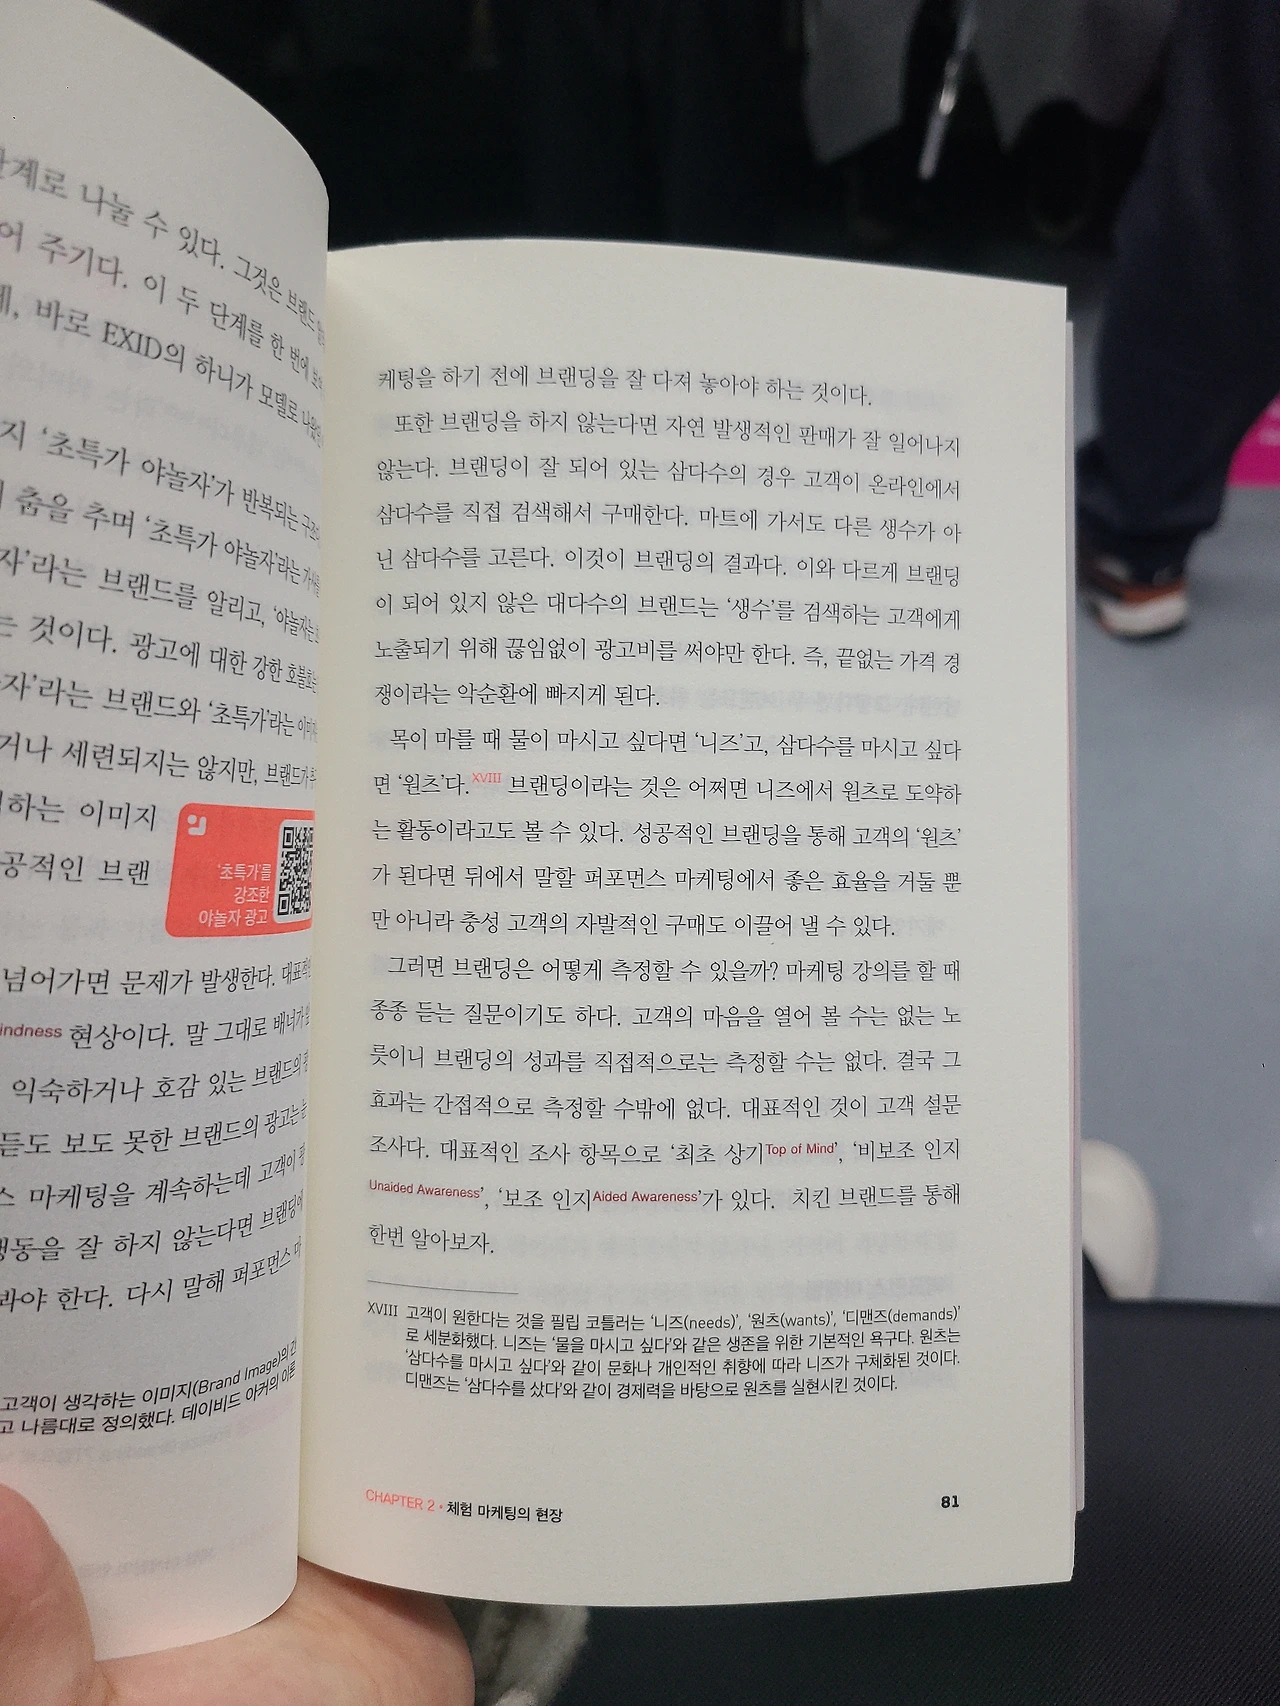 단계로 나눌 수 있다. 그것은 브랜드
어 주기다. 이 두 단계를 한 번에
바로 EXID의 하니가 모델로
지 ‘초특가 야놀자’가 반복되는
춤을 추며 ‘초특가 야놀자’라는
자’라는 브랜드를 알리고,
는 것이다. 광고에 대한 강한
자’라는 브랜드와 ‘초특가’라는
거나 세련되지는 않지만, 브랜드가
하는 이미지
공적인 브랜
‘초특가’를
강조한
야놀자 광고
넘어가면 문제가 발생한다.
현상이다. 말 그대로 배너가
익숙하거나 호감 있는 브랜드의
듣도 보도 못한 브랜드의 광고는
스 마케팅을 계속하는데 고객이
행동을 잘 하지 않는다면
봐야 한다. 다시 말해 퍼포먼스 마
고객이 생각하는 이미지(Brand Image)의
고 나름대로 정의했다. 데이비드 아커의 이론
케팅을 하기 전에 브랜딩을 잘 다져 놓아야 하는 것이다.
또한 브랜딩을 하지 않는다면 자연 발생적인 판매가 잘 일어나지
않는다. 브랜딩이 잘 되어 있는 삼다수의 경우 고객이 온라인에서
삼다수를 직접 검색해서 구매한다. 마트에 가서도 다른 생수가 아
닌 삼다수를 고른다. 이것이 브랜딩의 결과다. 이와 다르게 브랜딩
이 되어 있지 않은 대다수의 브랜드는 ‘생수’를 검색하는 고객에게
노출되기 위해 끊임없이 광고비를 써야만 한다. 즉, 끝없는 가격 경
쟁이라는 악순환에 빠지게 된다.
목이 마를 때 물이 마시고 싶다면 ‘니즈’고, 삼다수를 마시고 싶다
면 ‘원츠’다.XVIII 브랜딩이라는 것은 어쩌면 니즈에서 원츠로 도약하
는 활동이라고도 볼 수 있다. 성공적인 브랜딩을 통해 고객의 ‘원츠’
가 된다면 뒤에서 말할 퍼포먼스 마케팅에서 좋은 효율을 거둘 뿐
만 아니라 충성 고객의 자발적인 구매도 이끌어 낼 수 있다.
그러면 브랜딩은 어떻게 측정할 수 있을까? 마케팅 강의를 할 때
종종 듣는 질문이기도 하다. 고객의 마음을 열어 볼 수는 없는 노
릇이니 브랜딩의 성과를 직접적으로는 측정할 수는 없다. 결국 그
효과는 간접적으로 측정할 수밖에 없다. 대표적인 것이 고객 설문
조사다. 대표적인 조사 항목으로 ‘최초 상기Top of Mind’, ‘비보조 인지
Unaided Awareness’, ‘보조 인지Aided Awareness’가 있다. 치킨 브랜드를 통해
한번 알아보자.
XVIII 고객이 원한다는 것을 필립 코틀러는 ‘니즈(needs)’, ‘원츠(wants)’, ‘디맨즈(demands)’
로 세분화했다. 니즈는 ‘물을 마시고 싶다’와 같은 생존을 위한 기본적인 욕구다. 원츠는
‘삼다수를 마시고 싶다’와 같이 문화나 개인적인 취향에 따라 니즈가 구체화된 것이다.
디맨즈는 ‘삼다수를 샀다’와 같이 경제력을 바탕으로 원츠를 실현시킨 것이다.
CHAPTER 2 • 체험 마케팅의 현장
81